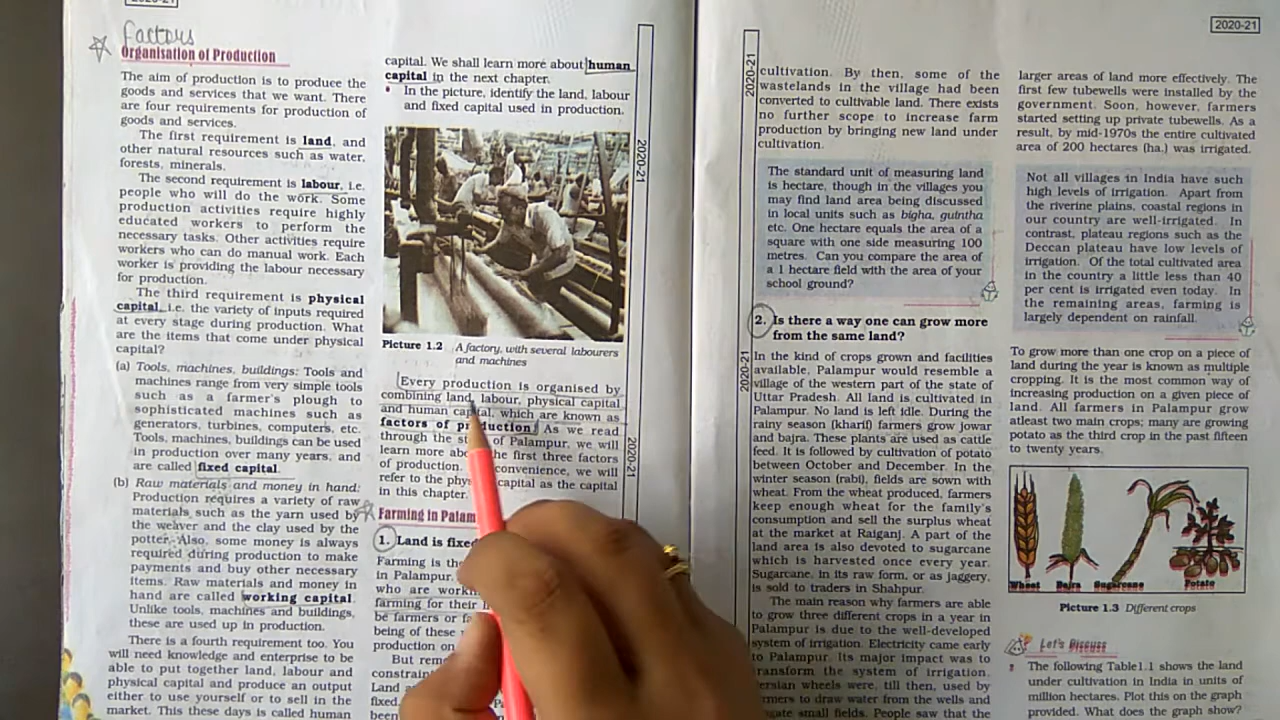 2020-21
Factors
Organisation of Production
The aim of production is to produce the
goods and services that we want. There
are four requirements for production of
goods and services.
The first requirement is land, and
other natural resources such as water,
forests, minerals.
The second requirement is labour, i.e.
people who will do the work. Some
production activities require highly
educated workers to perform the
necessary tasks. Other activities require
workers who can do manual work. Each
worker is providing the labour necessary
for production.
The third requirement is physical
capital, i.e. the variety of inputs required
at every stage during production. What
are the items that come under physical
capital?
(a) Tools, machines, buildings: Tools and
machines range from very simple tools
such as a farmer's plough to
sophisticated machines such as
generators, turbines, computers, etc.
Tools, machines, buildings can be used
in production over many years, and
are called fixed capital.
(b) Raw materials and money in hand:
Production requires a variety of raw
materials such as the yarn used by
the weaver and the clay used by the
potter. Also, some money is always
required during production to make
payments and buy other necessary
items. Raw materials and money in
hand are called working capital.
Unlike tools, machines and buildings,
these are used up in production.
There is a fourth requirement too. You
will need knowledge and enterprise to be
able to put together land, labour and
physical capital and produce an output
either to use yourself or to sell in the
market. This these days is called human
capital. We shall learn more about human
capital in the next chapter.
• In the picture, identify the land, labour
and fixed capital used in production.
2020-21
Picture 1.2 A factory, with several labourers
and machines
Every production is organised by
combining land, labour, physical capital
and human capital, which are known as
factors of production. As we read
through the of Palampur, we will
learn more the first three factors
of production. convenience, we will
refer to the capital as the capital
in this chapter.
2020-21
Farming in
1. Land is
Farming is
in Palampur.
who are
farming for their
be farmers or
being of these
production on
But
Land
fixed
been
2020-21
2020-21
cultivation. By then, some of the
wastelands in the village had been
converted to cultivable land. There exists
no further scope to increase farm
production by bringing new land under
cultivation.
The standard unit of measuring land
is hectare, though in the villages you
may find land area being discussed
in local units such as bigha, guintha
etc. One hectare equals the area of a
square with one side measuring 100
metres. Can you compare the area of
a 1 hectare field with the area of your
school ground?
2. Is there a way one can grow more
from the same land?
2020-21
In the kind of crops grown and facilities
available, Palampur would resemble a
village of the western part of the state of
Uttar Pradesh. All land is cultivated in
Palampur. No land is left idle. During the
rainy season (kharif) farmers grow jowar
and bajra. These plants are used as cattle
feed. It is followed by cultivation of potato
between October and December. In the
winter season (rabi), fields are sown with
wheat. From the wheat produced, farmers
keep enough wheat for the family's
consumption and sell the surplus wheat
at the market at Raiganj. A part of the
land area is also devoted to sugarcane
which is harvested once every year.
Sugarcane, in its raw form, or as jaggery,
is sold to traders in Shahpur.
The main reason why farmers are able
to grow three different crops in a year in
Palampur is due to the well-developed
system of irrigation. Electricity came early
to Palampur. Its major impact was to
transform the system of irrigation.
Persian wheels were, till then, used by
farmers to draw water from the wells and
irrigate small fields. People saw that the
larger areas of land more effectively. The
first few tubewells were installed by the
government. Soon, however, farmers
started setting up private tubewells. As a
result, by mid-1970s the entire cultivated
area of 200 hectares (ha.) was irrigated.
Not all villages in India have such
high levels of irrigation. Apart from
the riverine plains, coastal regions in
our country are well-irrigated. In
contrast, plateau regions such as the
Deccan plateau have low levels of
irrigation. Of the total cultivated area
in the country a little less than 40
per cent is irrigated even today. In
the remaining areas, farming is
largely dependent on rainfall.
To grow more than one crop on a piece of
land during the year is known as multiple
cropping. It is the most common way of
increasing production on a given piece of
land. All farmers in Palampur grow
atleast two main crops; many are growing
potato as the third crop in the past fifteen
to twenty years.
Wheat Bajra Sugarcane Potato
Picture 1.3 Different crops
Let's Discuss
The following Table1.1 shows the land
under cultivation in India in units of
million hectares. Plot this on the graph
provided. What does the graph show?